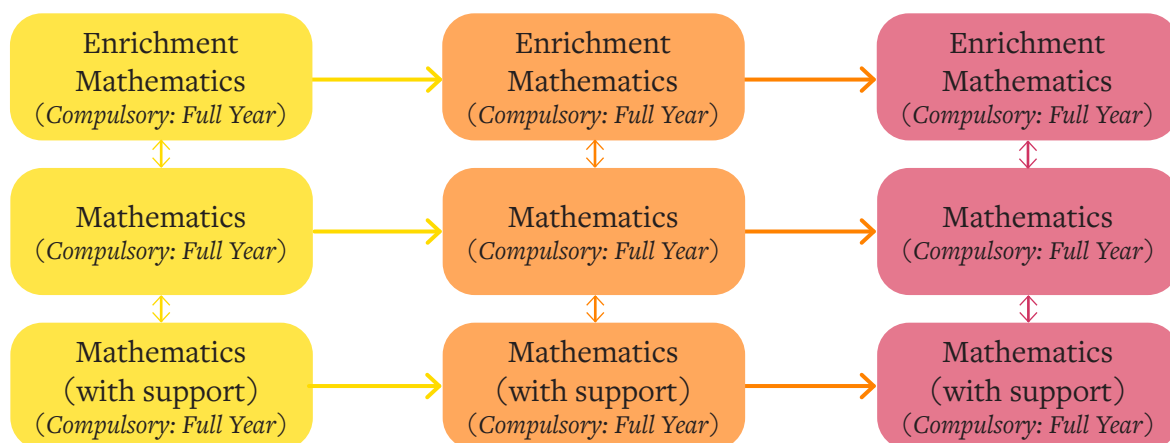 Enrichment
Mathematics
(Compulsory: Full Year)
Enrichment
Mathematics
(Compulsory: Full Year)
Enrichment
Mathematics
(Compulsory: Full Year)
Mathematics
(Compulsory: Full Year)
Mathematics
(Compulsory: Full Year)
Mathematics
(Compulsory: Full Year)
Mathematics
(with support)
(Compulsory: Full Year)
Mathematics
(with support)
(Compulsory: Full Year)
Mathematics
(with support)
(Compulsory: Full Year)